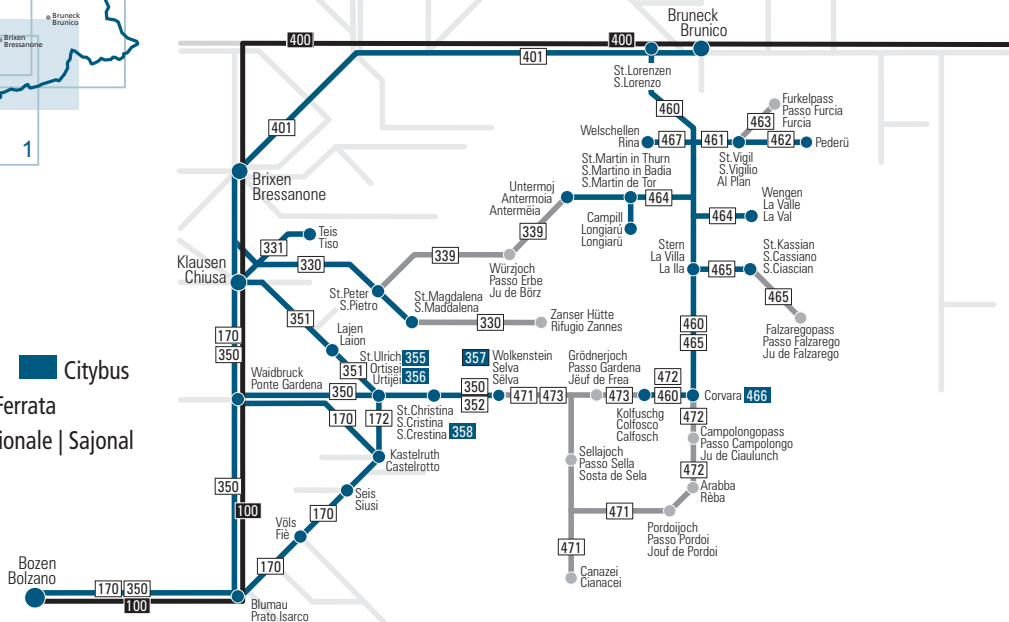 Bruneck
Brunico
Brixen
Bressanone
1
Citybus
Ferrata
ionale | Sajonal
Bruneck
Brunico
400
400
401
401
St.Lorenzen
S.Lorenzo
460
Furkelpass
Passo Furcia
Furcia
463
Welschellen
Rina
467
461
462
Pederü
St.Vigil
S.Vigilio
Al Plan
St.Martin in Thurn
S.Martino in Badia
S.Martin de Tor
Brixen
Bressanone
Untermoj
Antermoia
Antermëia
464
Wengen
La Valle
La Val
464
Campill
Longiarü
Longiarü
Teis
Tiso
331
339
339
Stern
La Villa
La Ila
St.Kassian
S.Cassiano
S.Ciascian
465
465
Klausen
Chiusa
330
Würzjoch
Passo Erbe
Ju de Börz
St.Peter
S.Pietro
St.Magdalena
S.Maddalena
330
Zanser Hütte
Rifugio Zannes
Falzaregopass
Passo Falzarego
Ju de Falzarego
351
Lajen
Laion
460
465
170
350
351
St.Ulrich
Ortisei
Urtijëi
355
356
357
Wolkenstein
Selva
Sëlva
Grödnerjoch
Passo Gardena
Jëuf de Frea
Waidbruck
Ponte Gardena
350
350
352
471
473
473
472
460
Corvara
466
170
172
St.Christina
S.Cristina
S.Crestina
358
Kolfuschg
Colfosco
Calfosch
472
Campolongopass
Passo Campolongo
Ju de Ciaulunch
Kastelruth
Castelrotto
Sellajoch
Passo Sella
Sosta de Sela
472
Arabba
Rèba
350
Seis
Siusi
100
170
471
Völs
Fiè
Pordoijoch
Passo Pordoi
Jouf de Pordoi
471
170
Canazei
Cianacei
Bozen
Bolzano
170
350
100
Blumau
Prato Isarco